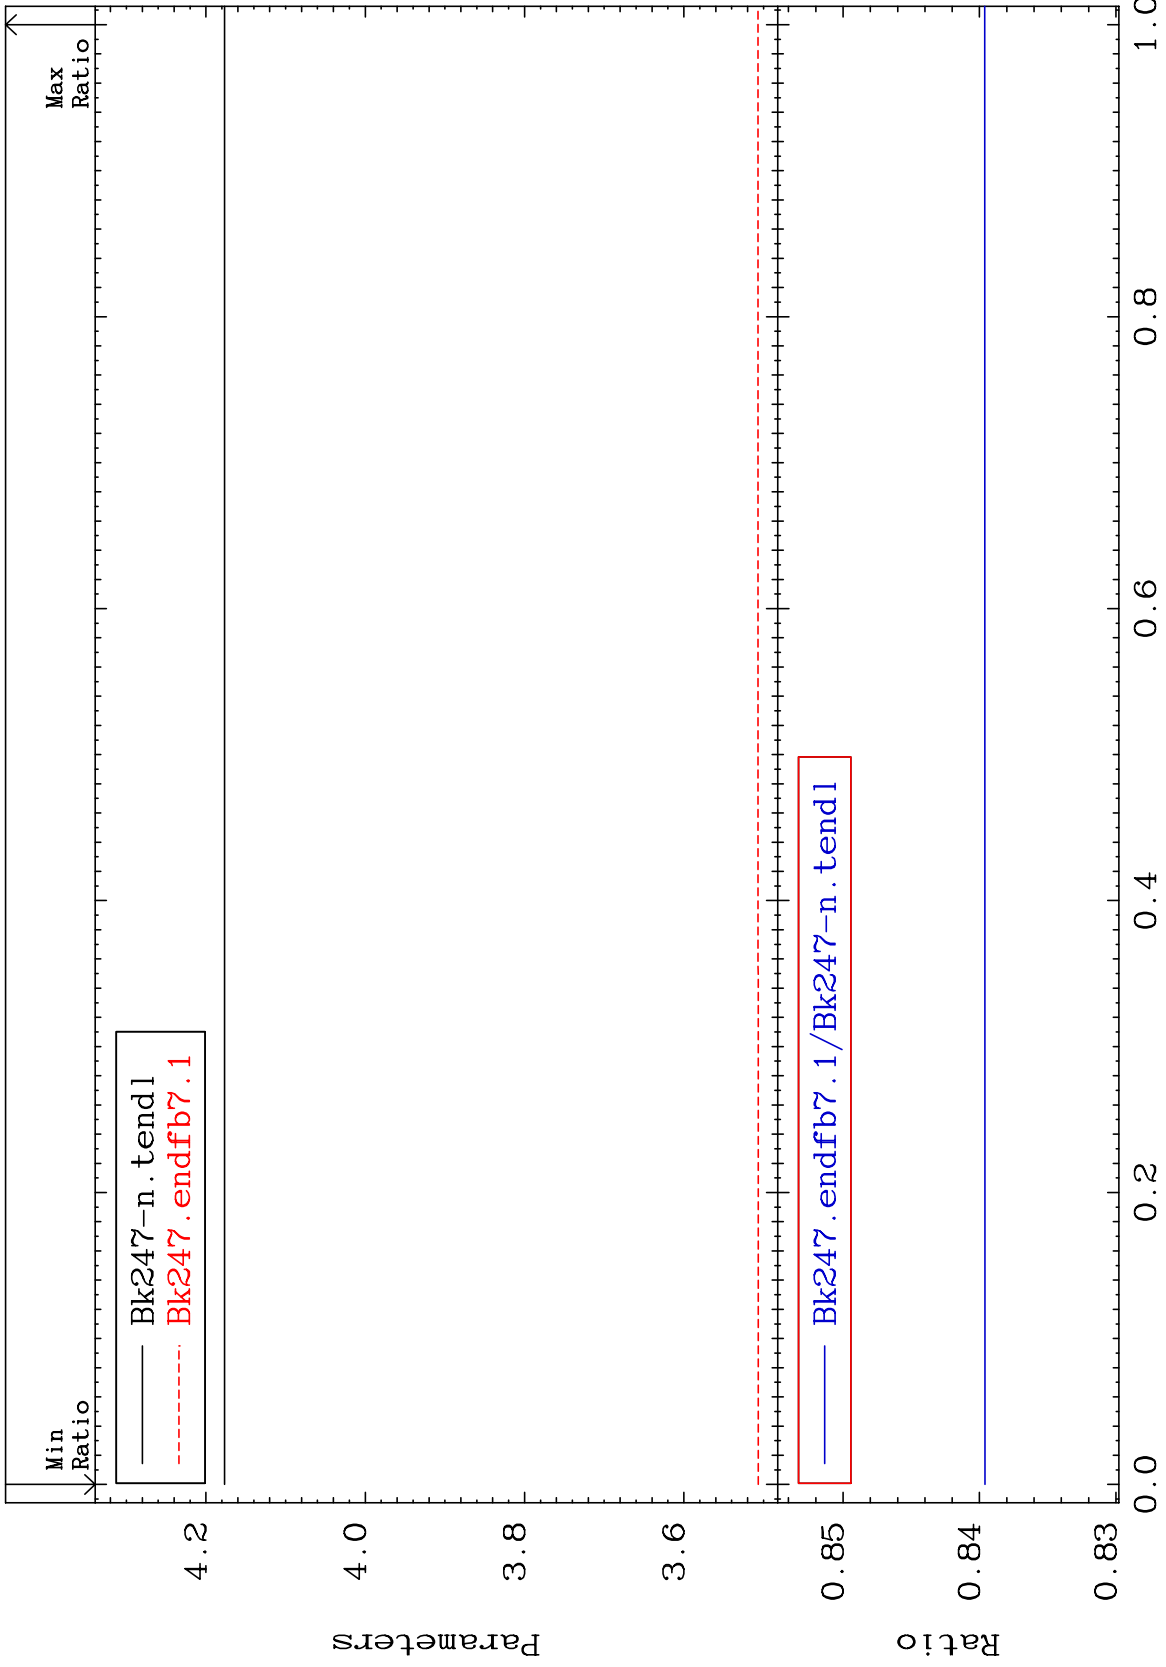 Min
Ratio
Max
Ratio
Bk247-n.tendl
Bk247.endfb7.1
4.2
4.0
3.8
3.6
Parameters
Bk247.endfb7.1/Bk247-n.tendl
0.85
0.84
0.83
Ratio
0.0
0.2
0.4
0.6
0.8
1.0